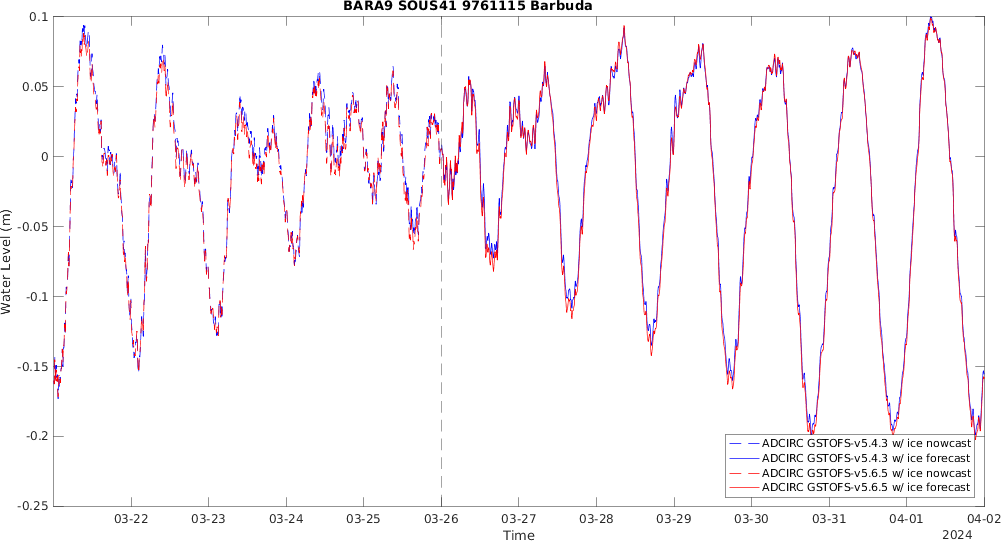 BARA9 SOUS41 9761115 Barbuda
0.1
0.05
0
-0.05
-0.1
-0.15
-0.2
-0.25
Water Level (m)
ADCIRC GSTOFS-v5.4.3 w/ ice nowcast
ADCIRC GSTOFS-v5.4.3 w/ ice forecast
ADCIRC GSTOFS-v5.6.5 w/ ice nowcast
ADCIRC GSTOFS-v5.6.5 w/ ice forecast
03-22 03-23 03-24 03-25 03-26 03-27 03-28 03-29 03-30 03-31 04-01 04-02
Time
2024